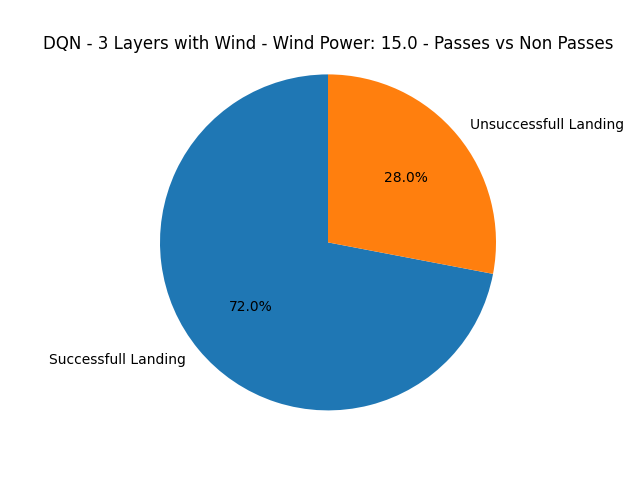 DQN - 3 Layers with Wind - Wind Power: 15.0 - Passes vs Non Passes
Unsuccessfull Landing
28.0%
72.0%
Successfull Landing